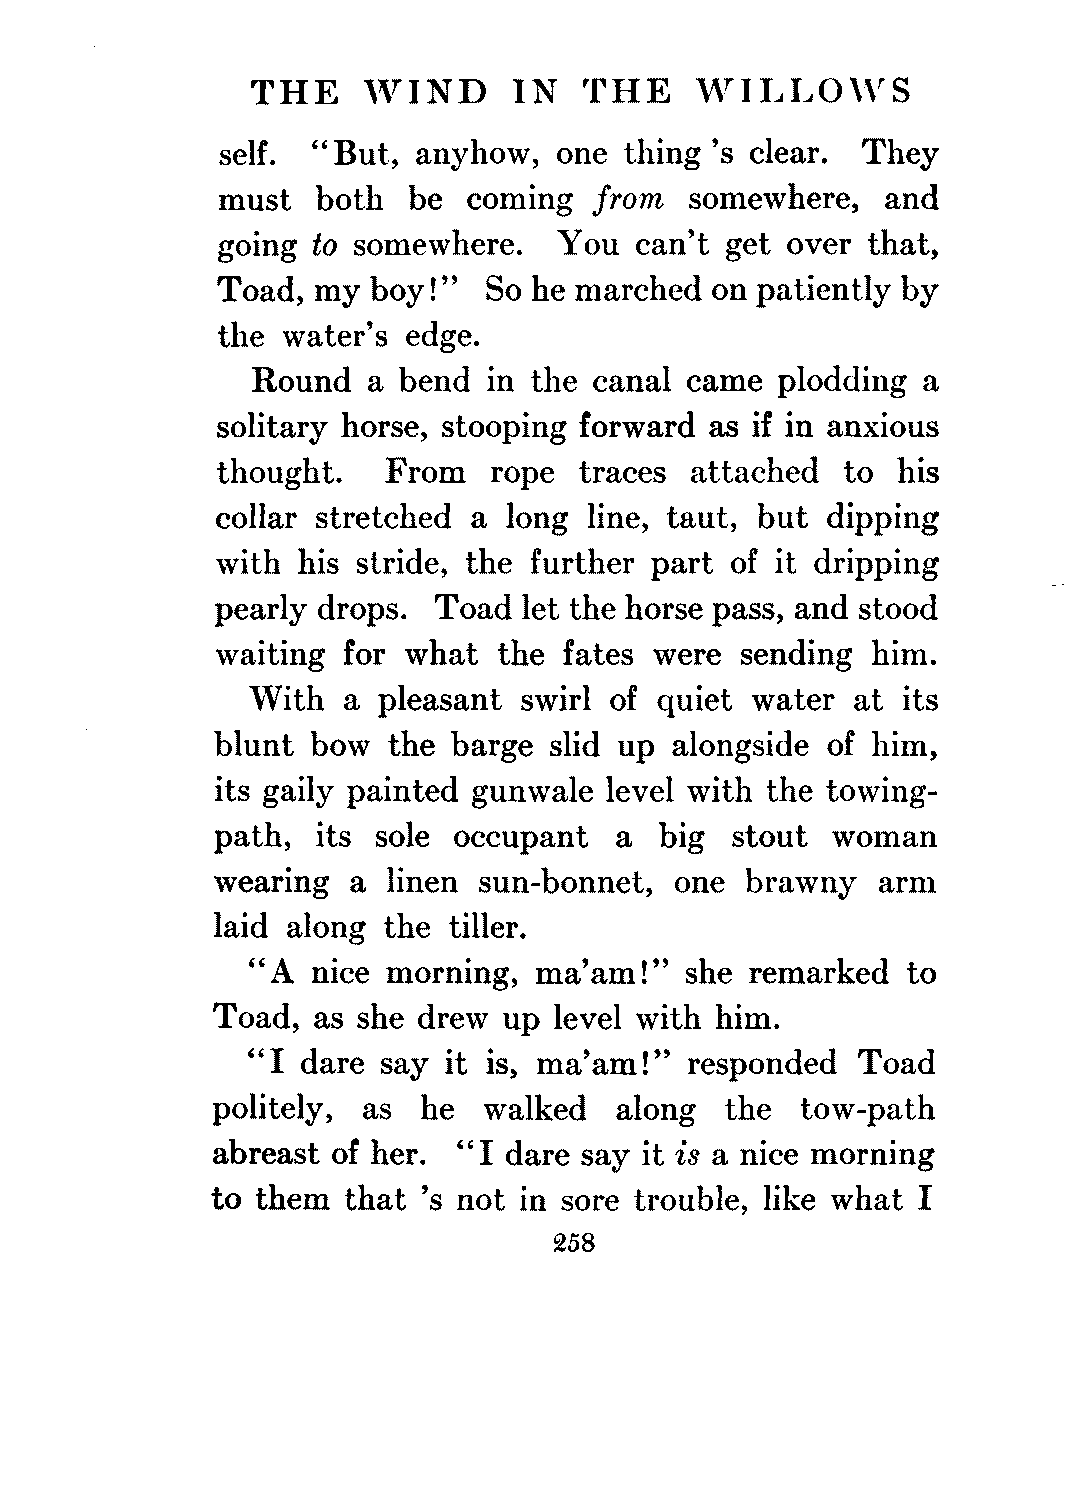 THE WIND IN THE WILLOWS
self. "But, anyhow, one thing 's clear. They
must both be coming from somewhere, and
going to somewhere. You can't get over that,
Toad, my boy!" So he marched on patiently by
the water's edge.
Round a bend in the canal came plodding a
solitary horse, stooping forward as if in anxious
thought. From rope traces attached to his
collar stretched a long line, taut, but dipping
with his stride, the further part of it dripping
pearly drops. Toad let the horse pass, and stood
waiting for what the fates were sending him.
With a pleasant swirl of quiet water at its
blunt bow the barge slid up alongside of him,
its gaily painted gunwale level with the towing-
path, its sole occupant a big stout woman
wearing a linen sun-bonnet, one brawny arm
laid along the tiller.
"A nice morning, ma'am!" she remarked to
Toad, as she drew up level with him.
"I dare say it is, ma'am!" responded Toad
politely, as he walked along the tow-path
abreast of her. "I dare say it is a nice morning
to them that 's not in sore trouble, like what I
258